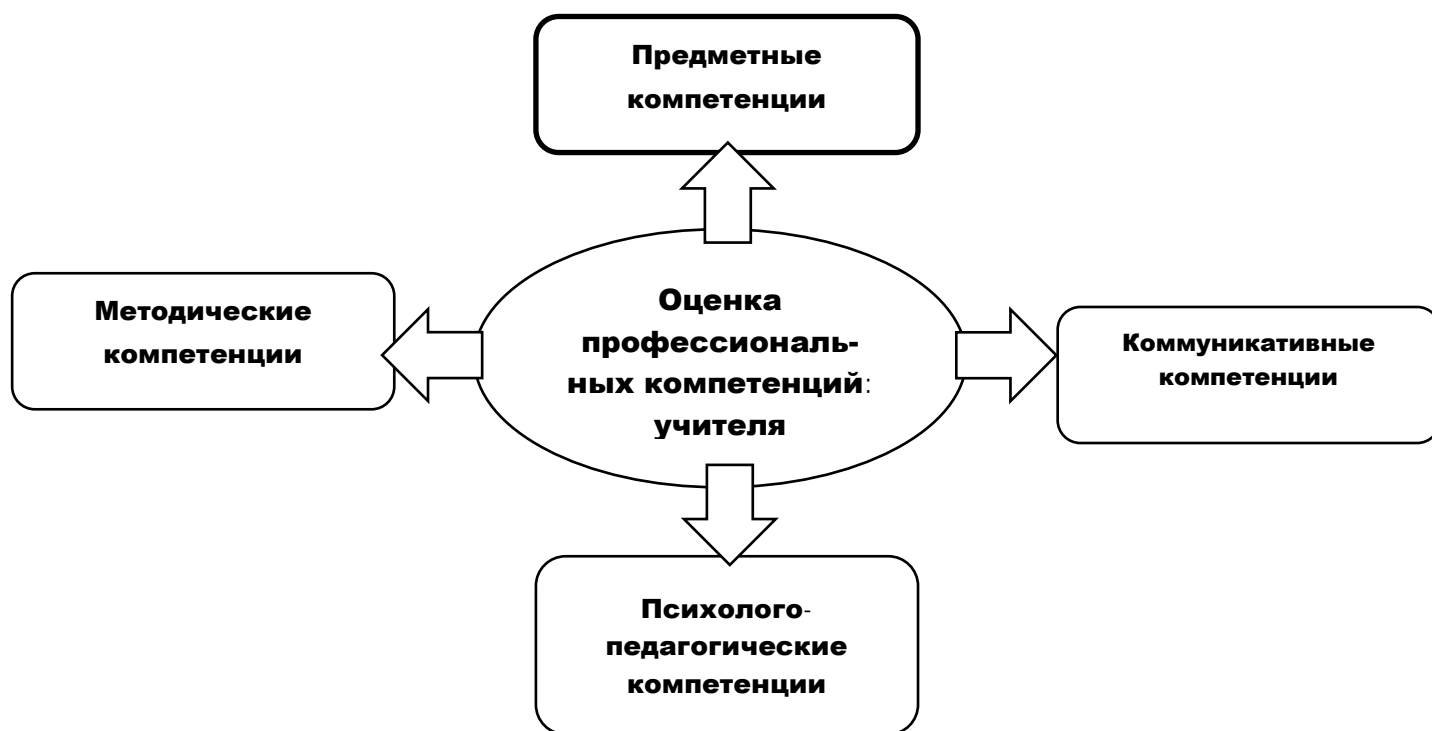 Предметные
компетенции
Методические
компетенции
Оценка
профессиональ-
ных компетенций:
учителя
Коммуникативные
компетенции
Психолого-
педагогические
компетенции